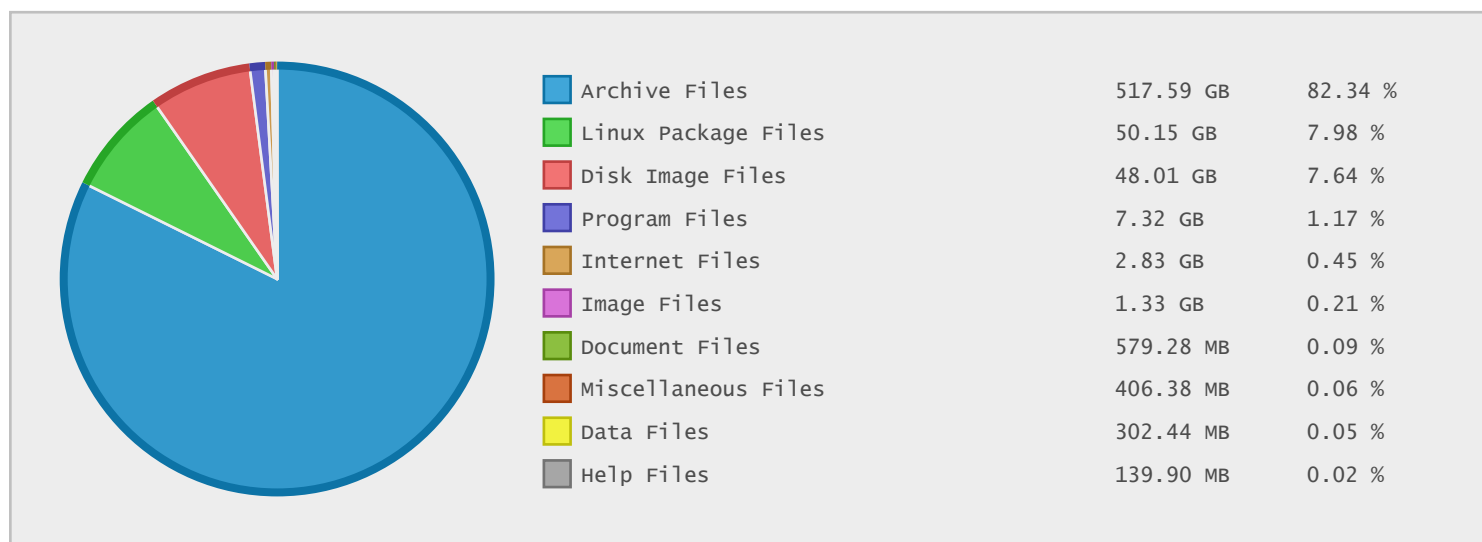 Archive Files 517.59 GB 82.34 %
Linux Package Files 50.15 GB 7.98 %
Disk Image Files 48.01 GB 7.64 %
Program Files 7.32 GB 1.17 %
Internet Files 2.83 GB 0.45 %
Image Files 1.33 GB 0.21 %
Document Files 579.28 MB 0.09 %
Miscellaneous Files 406.38 MB 0.06 %
Data Files 302.44 MB 0.05 %
Help Files 139.90 MB 0.02 %